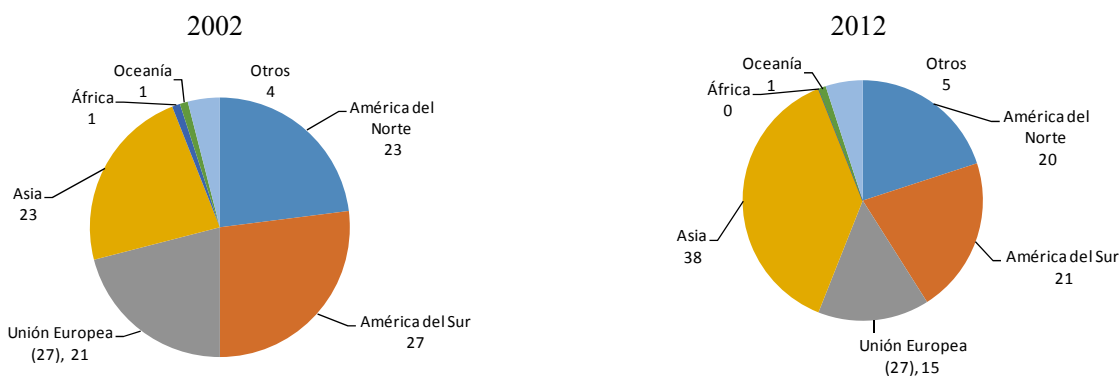 2002
Oceanía
1
Otros
4
África
1
América del
Norte
23
Asia
23
Unión Europea
(27), 21
América del Sur
27
2012
Oceanía
1
Otros
5
África
0
América del
Norte
20
Asia
38
América del Sur
21
Unión Europea
(27), 15